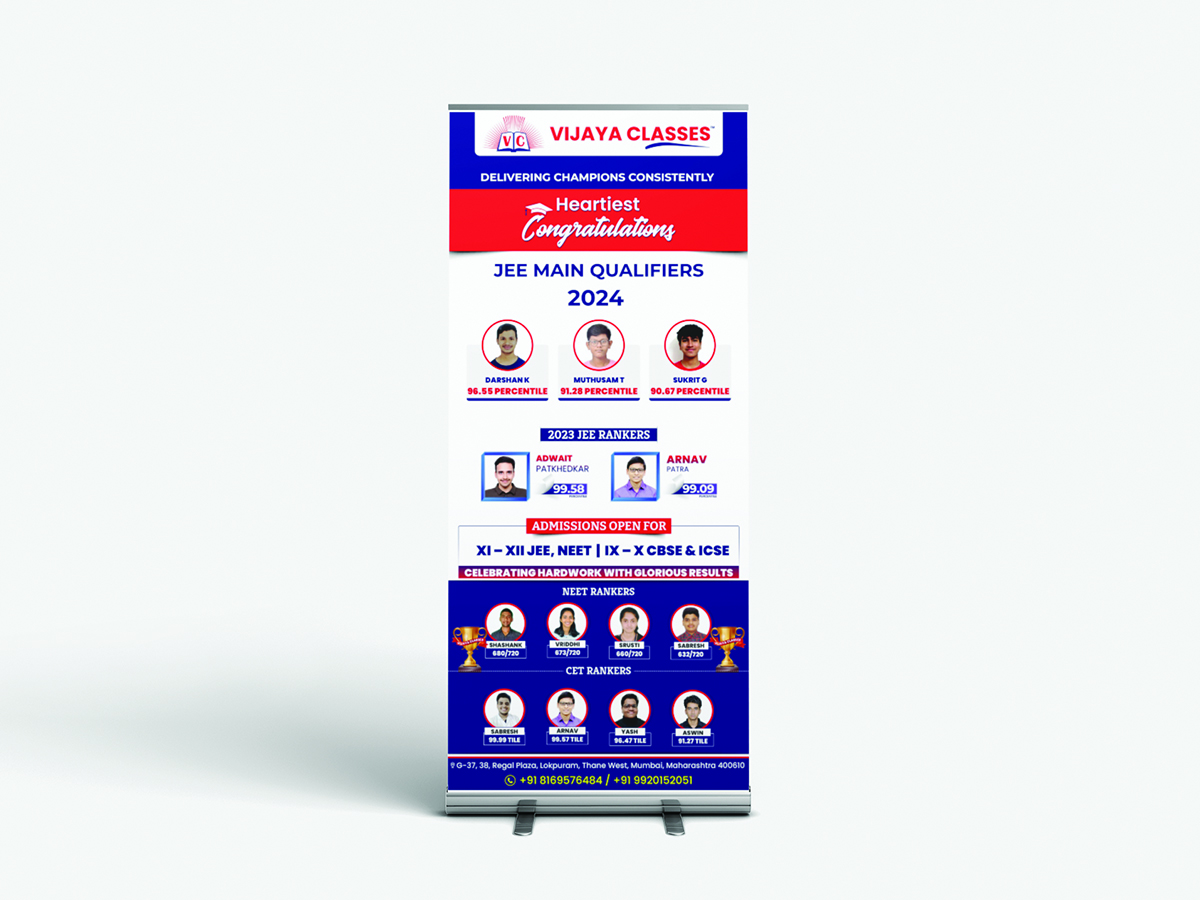 VC
VIJAYA CLASSES™
DELIVERING CHAMPIONS CONSISTENTLY
Heartiest
Congratulations
JEE MAIN QUALIFIERS
2024
DARSHAN K
96.55 PERCENTILE
MUTHUSAM T
91.28 PERCENTILE
SUKRIT G
90.67 PERCENTILE
2023 JEE RANKERS
ADWAIT
PATKHEDKAR
99.58
ARNAV
PATRA
99.09
ADMISSIONS OPEN FOR
XI – XII JEE, NEET | IX – X CBSE & ICSE
CELEBRATING HARDWORK WITH GLORIOUS RESULTS
NEET RANKERS
SHASHANK
680/720
VRIDDHI
673/720
SRUSTI
660/720
SABRESH
632/720
CET RANKERS
SABRESH
99.99 TILE
ARNAV
99.57 TILE
YASH
96.47 TILE
ASWIN
91.27 TILE
G-37, 38, Regal Plaza, Lokpuram, Thane West, Mumbai, Maharashtra 400610
+91 8169576484 / +91 9920152051